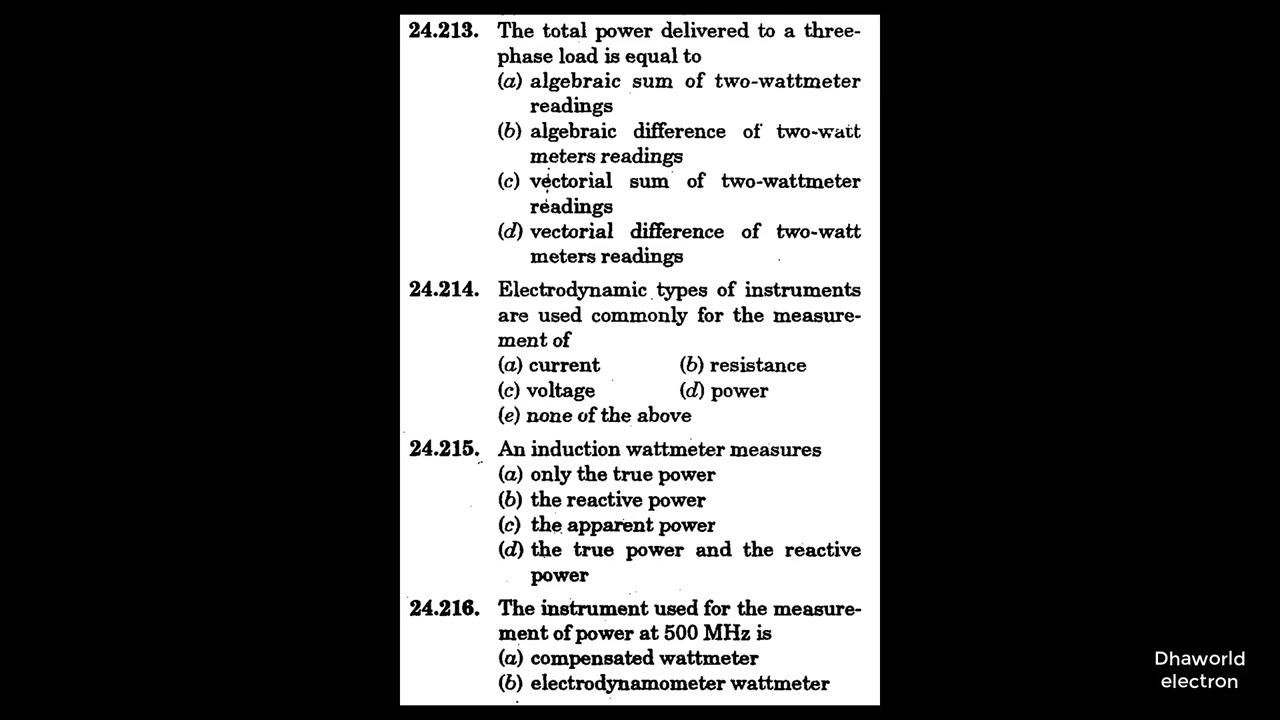 24.213. The total power delivered to a three-
phase load is equal to
(a) algebraic sum of two-wattmeter
readings
(b) algebraic difference of two-watt
meters readings
(c) vectorial sum of two-wattmeter
readings
(d) vectorial difference of two-watt
meters readings
24.214. Electrodynamic types of instruments
are used commonly for the measure-
ment of
(a) current (b) resistance
(c) voltage (d) power
(e) none of the above
24.215. An induction wattmeter measures
(a) only the true power
(b) the reactive power
(c) the apparent power
(d) the true power and the reactive
power
24.216. The instrument used for the measure-
ment of power at 500 MHz is
(a) compensated wattmeter
(b) electrodynamometer wattmeter
Dhaworld
electron